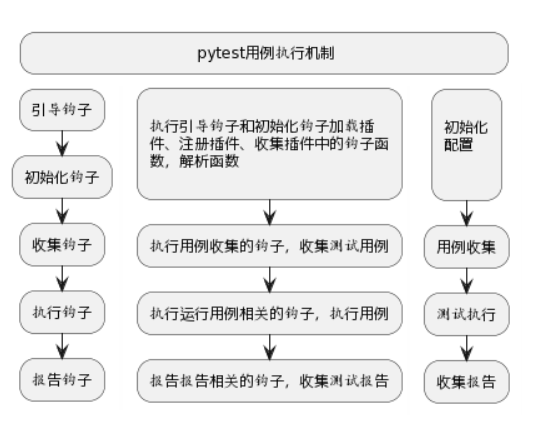 pytest用例执行机制
引导钩子
初始化钩子
收集钩子
执行钩子
报告钩子
执行引导钩子和初始化钩子加载插
件、注册插件、收集插件中的钩子函
数，解析函数
执行用例收集的钩子，收集测试用例
执行运行用例相关的钩子，执行用例
报告报告相关的钩子，收集测试报告
初始化
配置
用例收集
测试执行
收集报告